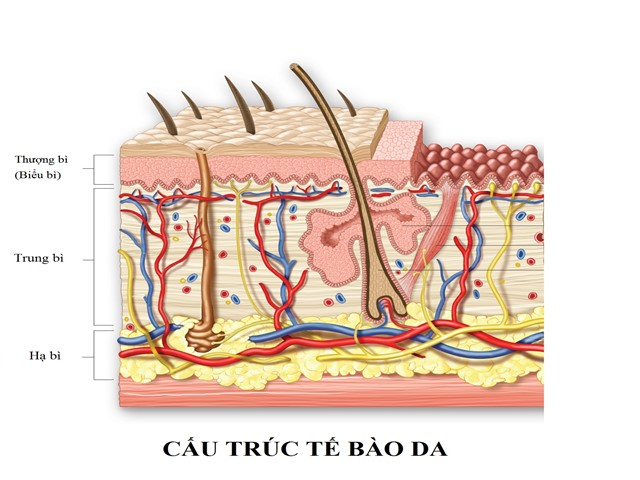 Thượng bì
(Biểu bì)
Trung bì
Hạ bì
CẤU TRÚC TẾ BÀO DA